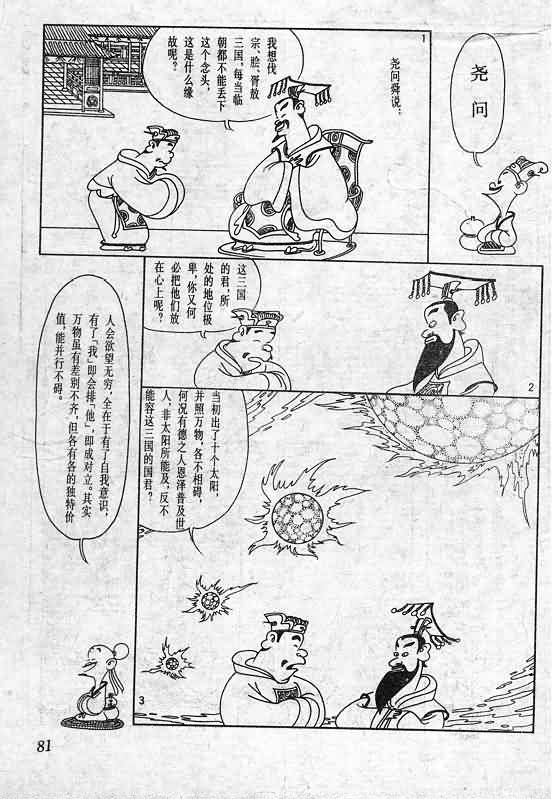 尧问
1
尧问舜说：
我想伐
宗、脍、胥敖
三国，每当临
朝都不能丢下
这个念头，
这是什么缘
故呢？
这三国
的君，所
处的地位极
卑，你又何
必把他们放
在心上呢？
2
当初出了十个太阳，
并照万物，各不相碍，
何况有德之人恩泽普及世
人，非太阳所能及，反不
能容这三国的国君？
3
人会欲望无穷，全在于有了自我意识，
有了「我」即会排「他」，即成对立。其实
万物虽有差别不齐，但各有各的独特价
值，能并行不碍。
81